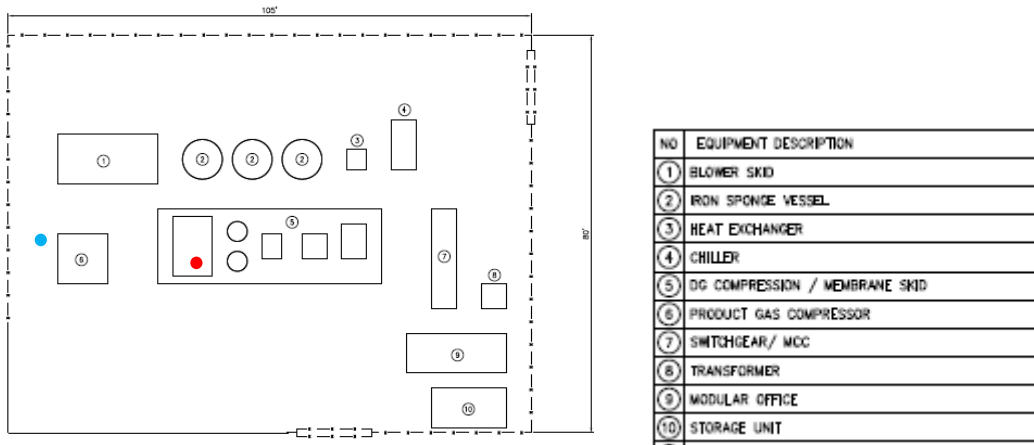 105'
80'
1
2
2
2
3
4
5
6
7
8
9
10
NO EQUIPMENT DESCRIPTION
1 BLOWER SKID
2 IRON SPONGE VESSEL
3 HEAT EXCHANGER
4 CHILLER
5 DG COMPRESSION / MEMBRANE SKID
6 PRODUCT GAS COMPRESSOR
7 SWITCHGEAR/ MCC
8 TRANSFORMER
9 MODULAR OFFICE
10 STORAGE UNIT